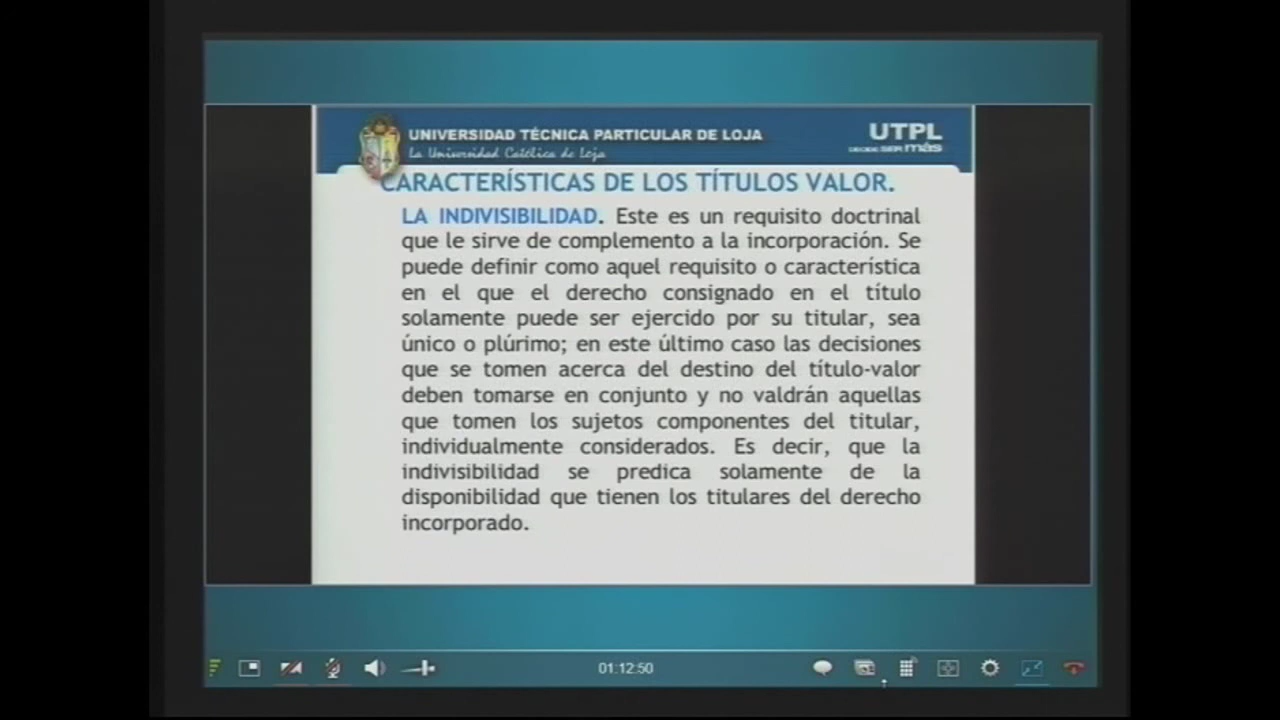 UNIVERSIDAD TÉCNICA PARTICULAR DE LOJA
La Universidad Católica de Loja
UTPL
DECIDE SER más
CARACTERÍSTICAS DE LOS TÍTULOS VALOR.
LA INDIVISIBILIDAD. Este es un requisito doctrinal
que le sirve de complemento a la incorporación. Se
puede definir como aquel requisito o característica
en el que el derecho consignado en el título
solamente puede ser ejercido por su titular, sea
único o plúrimo; en este último caso las decisiones
que se tomen acerca del destino del título-valor
deben tomarse en conjunto y no valdrán aquellas
que tomen los sujetos componentes del titular,
individualmente considerados. Es decir, que la
indivisibilidad se predica solamente de la
disponibilidad que tienen los titulares del derecho
incorporado.
01:12:50